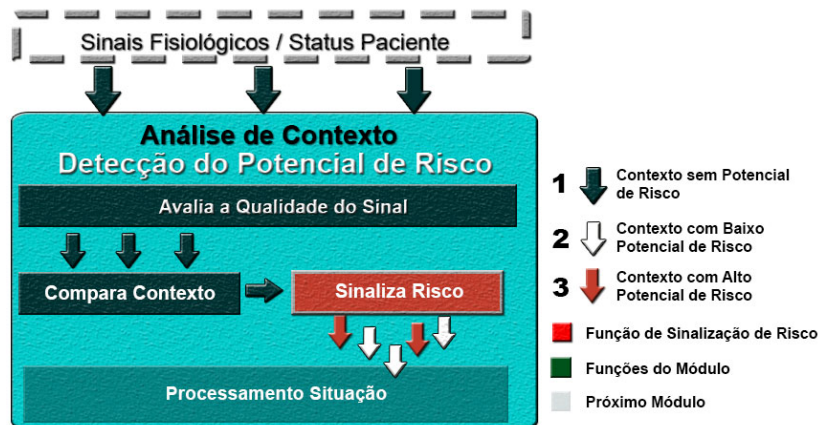 Sinais Fisiológicos / Status Paciente
Análise de Contexto
Detecção do Potencial de Risco
Avalia a Qualidade do Sinal
Compara Contexto
Sinaliza Risco
Processamento Situação
1 Contexto sem Potencial
de Risco
2 Contexto com Baixo
Potencial de Risco
3 Contexto com Alto
Potencial de Risco
Função de Sinalização de Risco
Funções do Módulo
Próximo Módulo